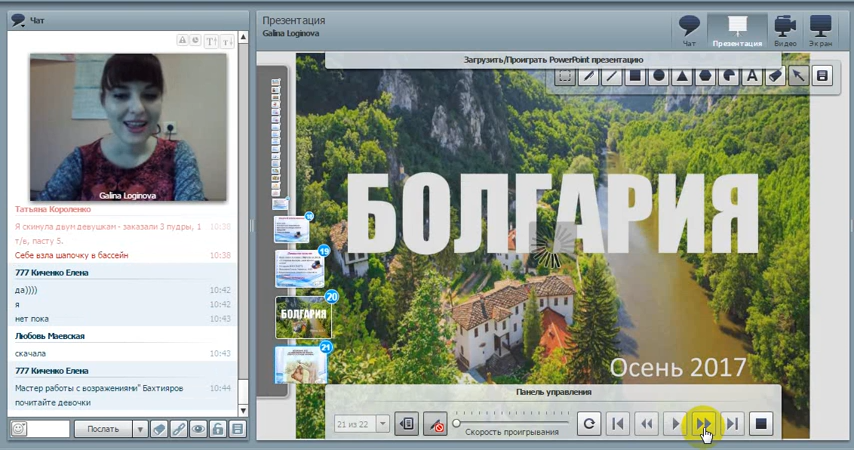 Чат
Galina Loginova
Татьяна Короленко
Я скинула двум девушкам - заказали 3 пудры, 1 10:38
т/е, пасту 5.
Себе взла шапочку в бассейн 10:38
777 Киченко Елена
да)))) 10:42
я 10:42
нет пока 10:43
Любовь Маевская
скачала 10:43
777 Киченко Елена
Мастер работы с возражениями" Бахтияров 10:44
почитайте девочки
Послать
Презентация
Galina Loginova
Чат
Презентация
Видео
Экран
Загрузить/Проиграть PowerPoint презентацию
БОЛГАРИЯ
Осень 2017
19
20
БОЛГАРИЯ
21
Панель управления
21 из 22
Скорость проигрывания